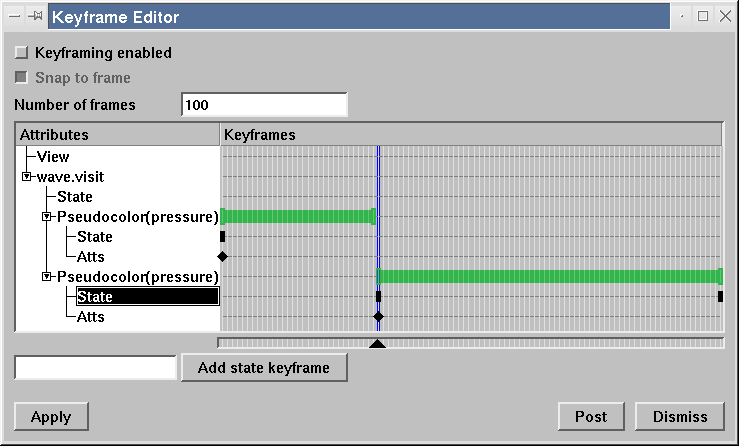 Keyframe Editor
Keyframing enabled
Snap to frame
Number of frames 100
Attributes Keyframes
View
wave.visit
State
Pseudocolor(pressure)
State
Atts
Pseudocolor(pressure)
State
Atts
Add state keyframe
Apply Post Dismiss